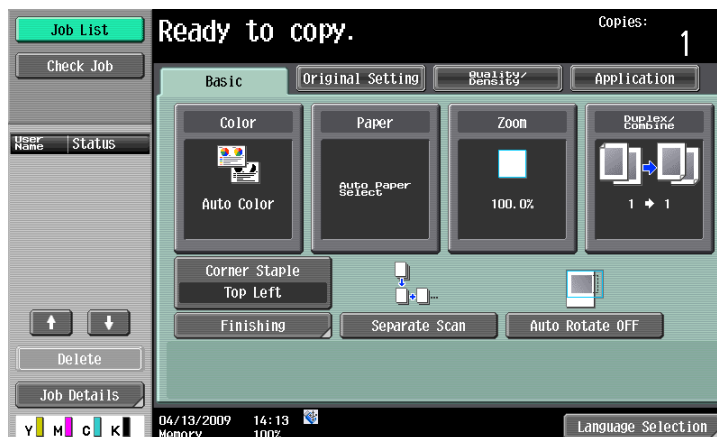 Job List
Check Job
User Name
Status
Delete
Job Details
Y M C K
Ready to copy.
Copies:
1
Basic
Original Setting
Quality/
Density
Application
Color
Auto Color
Paper
Auto Paper
Select
Zoom
100.0%
Duplex/
Combine
1 → 1
Corner Staple
Top Left
Finishing
Separate Scan
Auto Rotate OFF
04/13/2009 14:13
Memory 100%
Language Selection